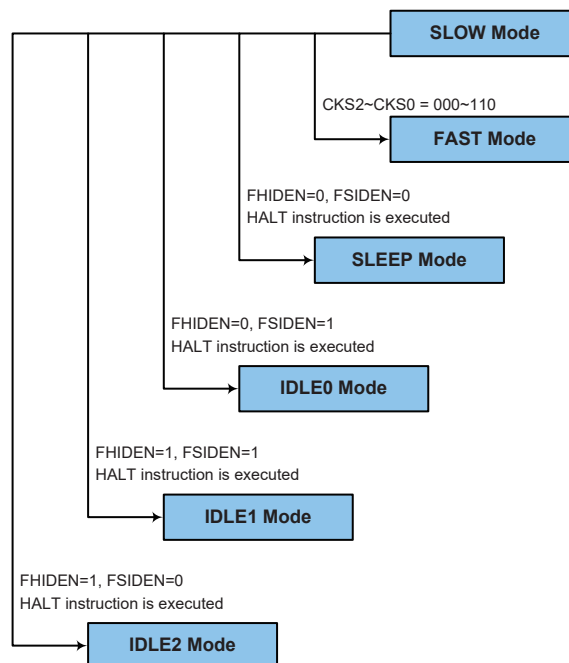 SLOW Mode
CKS2~CKS0 = 000~110
FAST Mode
FHIDEN=0, FSIDEN=0
HALT instruction is executed
SLEEP Mode
FHIDEN=0, FSIDEN=1
HALT instruction is executed
IDLE0 Mode
FHIDEN=1, FSIDEN=1
HALT instruction is executed
IDLE1 Mode
FHIDEN=1, FSIDEN=0
HALT instruction is executed
IDLE2 Mode